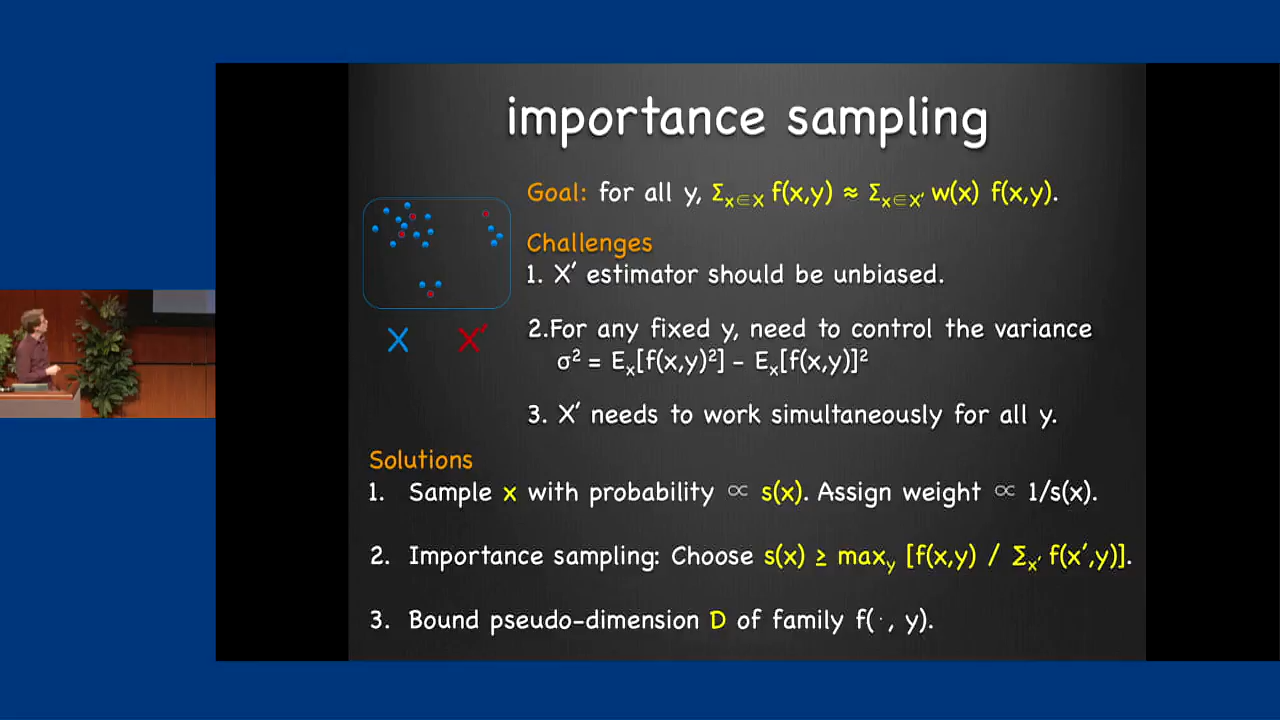 importance sampling
Goal: for all y, Σx∈X f(x,y) ≈ Σx∈X′ w(x) f(x,y).
Challenges
1. X′ estimator should be unbiased.
2.For any fixed y, need to control the variance
σ² = Ex[f(x,y)²] – Ex[f(x,y)]²
3. X′ needs to work simultaneously for all y.
X X′
Solutions
1. Sample x with probability ∝ s(x). Assign weight ∝ 1/s(x).
2. Importance sampling: Choose s(x) ≥ maxy [f(x,y) / Σx′ f(x′,y)].
3. Bound pseudo-dimension D of family f(·, y).